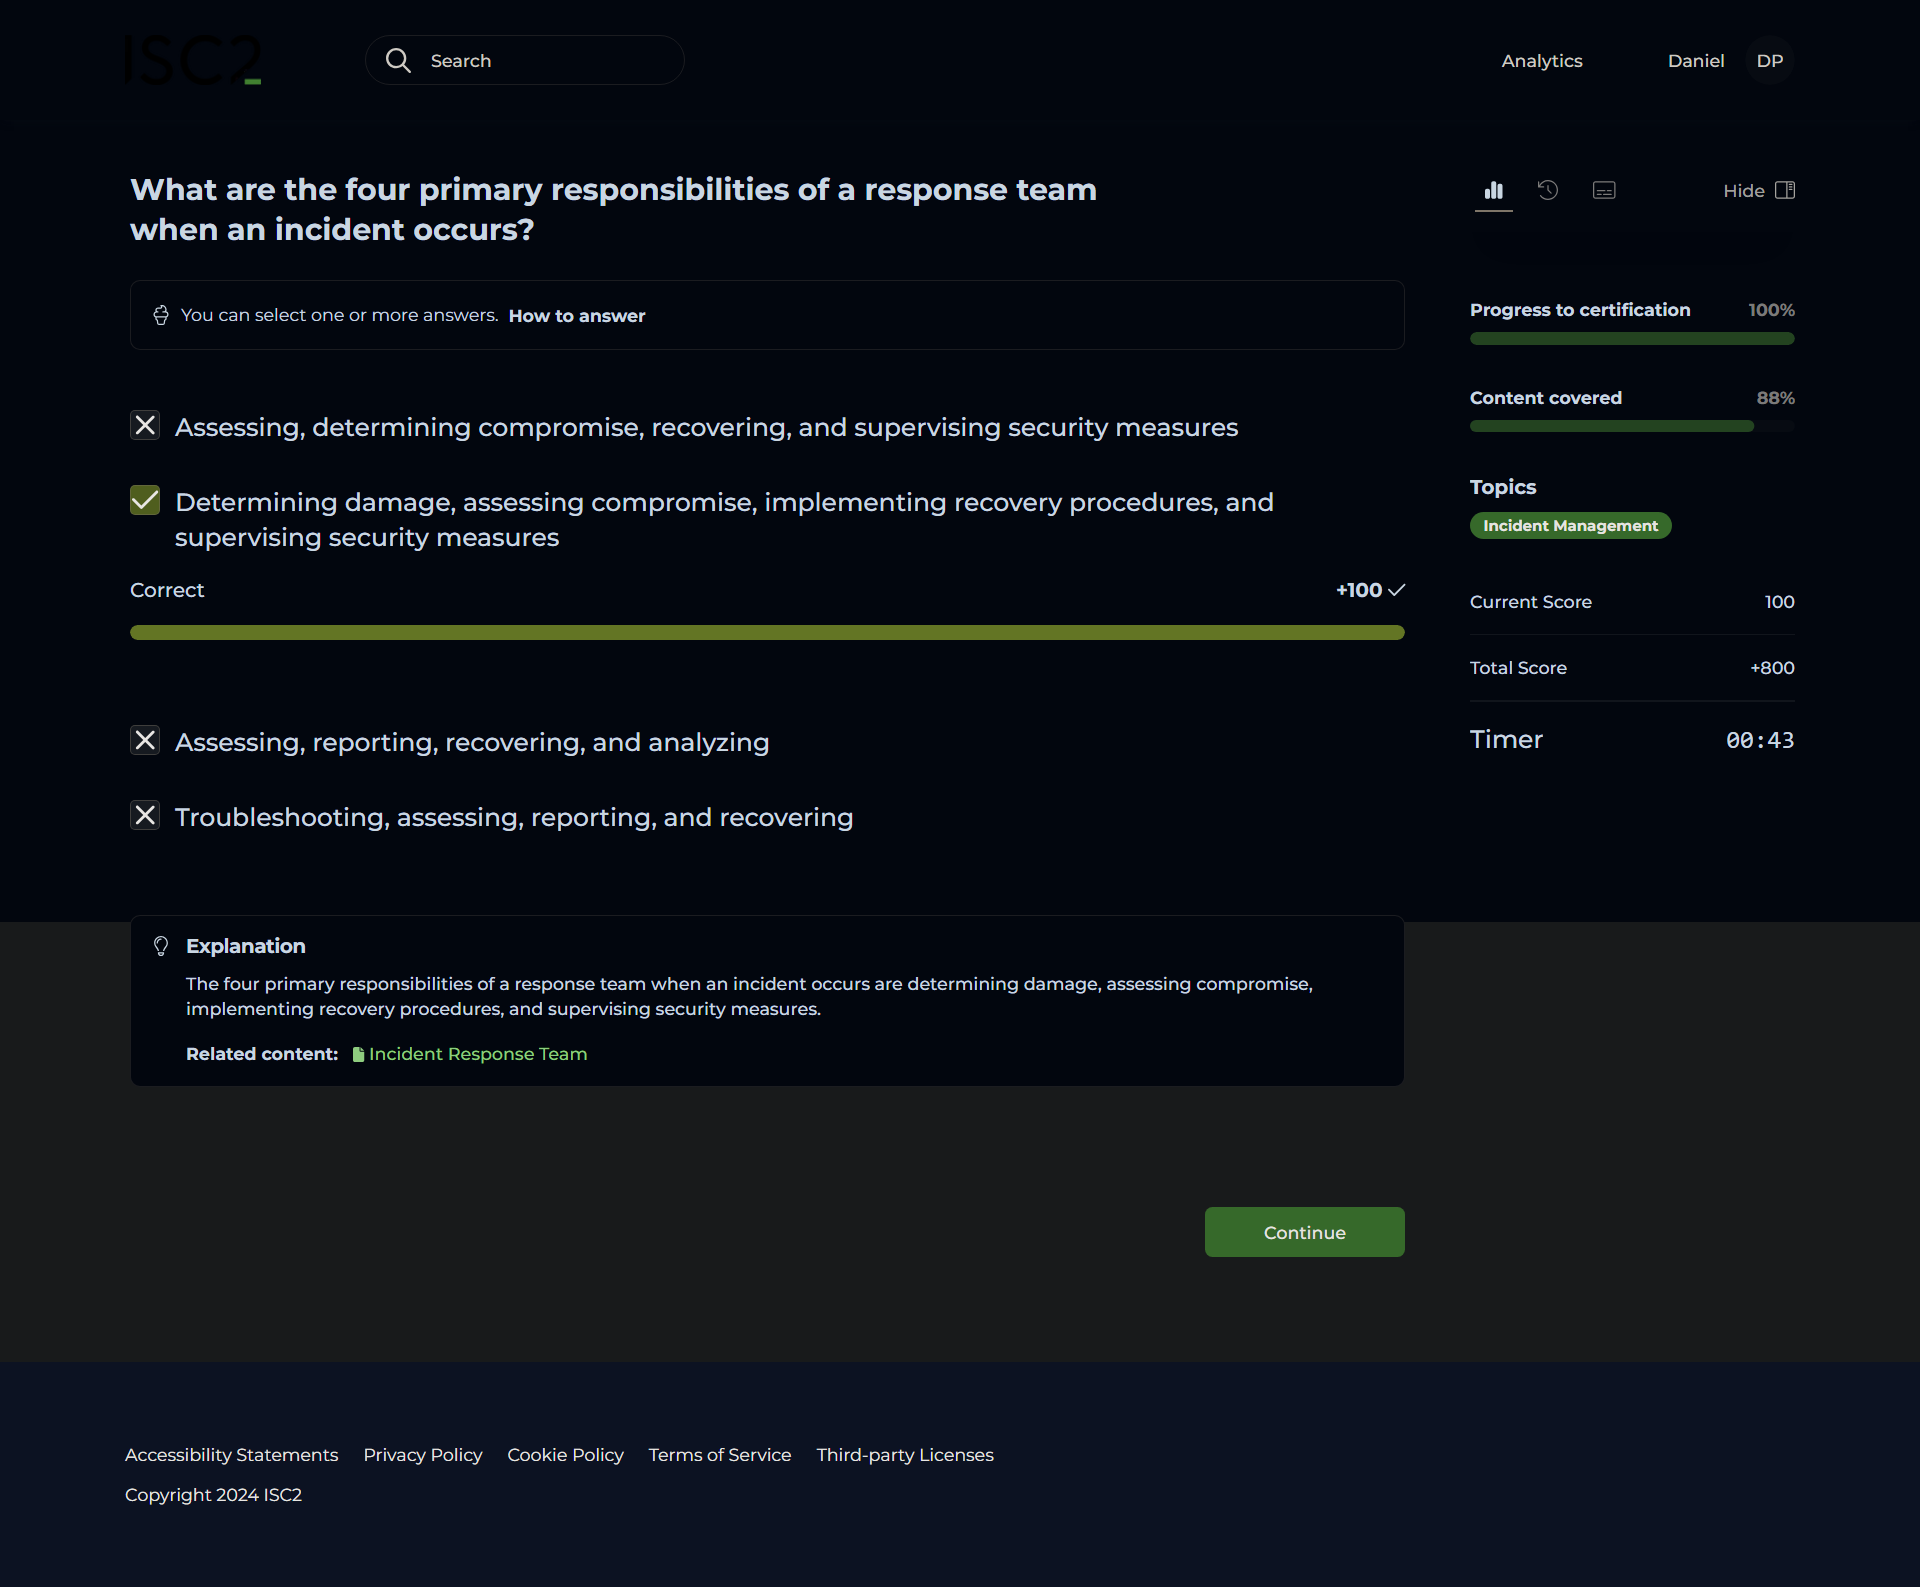 ISC2
Search
Analytics
Daniel
DP
What are the four primary responsibilities of a response team
when an incident occurs?
Hide
You can select one or more answers. How to answer
Progress to certification 100%
Content covered 88%
Assessing, determining compromise, recovering, and supervising security measures
Determining damage, assessing compromise, implementing recovery procedures, and
supervising security measures
Correct +100
Topics
Incident Management
Current Score 100
Total Score +800
Timer 00:43
Assessing, reporting, recovering, and analyzing
Troubleshooting, assessing, reporting, and recovering
Explanation
The four primary responsibilities of a response team when an incident occurs are determining damage, assessing compromise,
implementing recovery procedures, and supervising security measures.
Related content: Incident Response Team
Continue
Accessibility Statements Privacy Policy Cookie Policy Terms of Service Third-party Licenses
Copyright 2024 ISC2